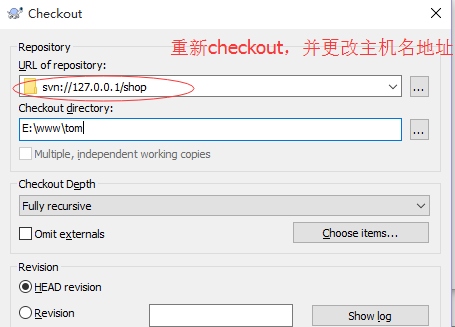 Checkout
重新checkout，并更改主机名地址
Repository
URL of repository:
svn://127.0.0.1/shop
...
Checkout directory:
E:\www\tom
...
Multiple, independent working copies
Checkout Depth
Fully recursive
Omit externals
Choose items...
Revision
HEAD revision
Revision
Show log